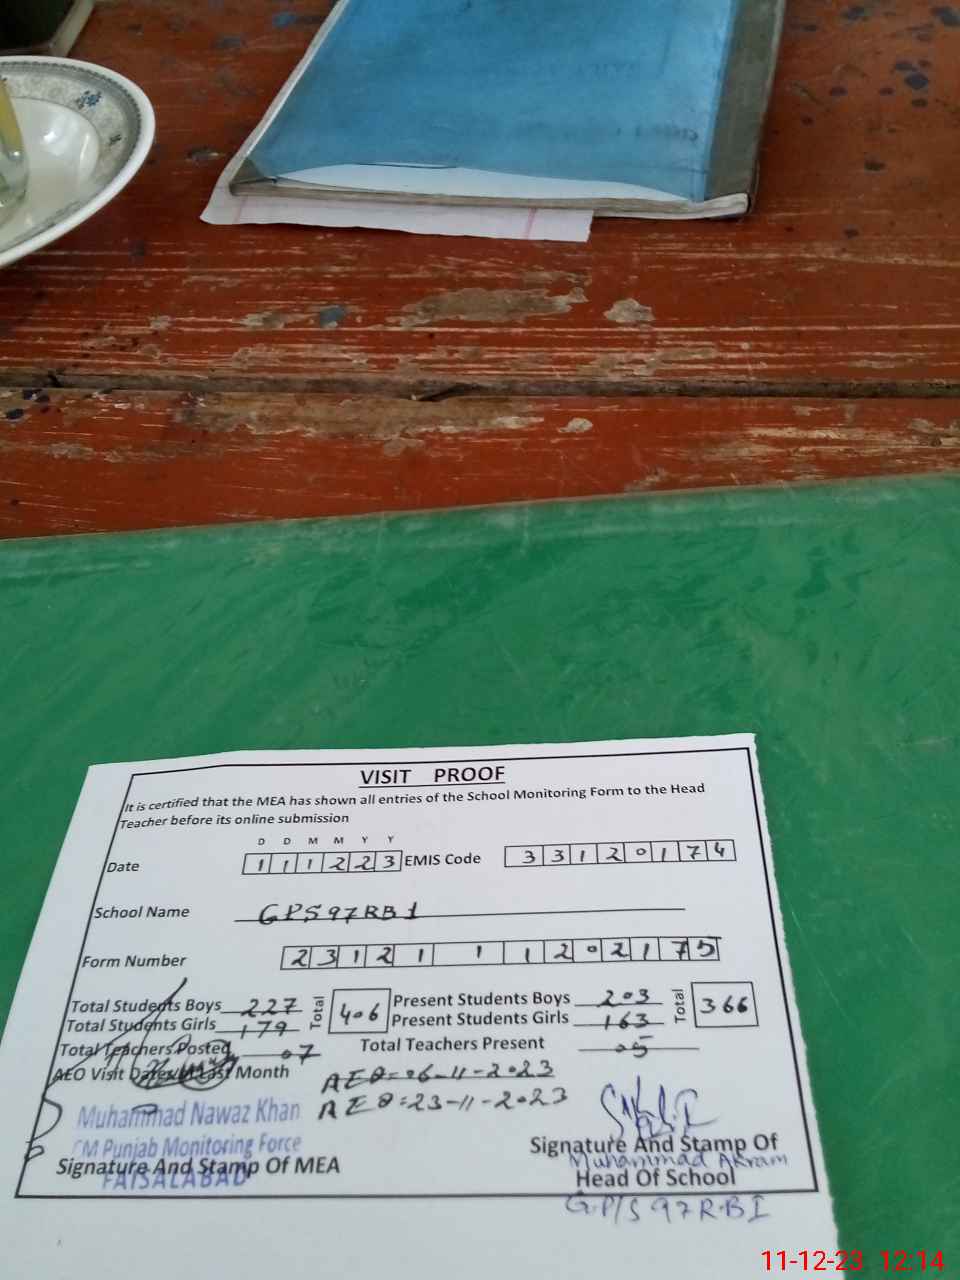 VISIT PROOF
It is certified that the MEA has shown all entries of the School Monitoring Form to the Head
Teacher before its online submission
D D M M Y Y
Date 1 1 1 2 2 3 EMIS Code 3 3 1 2 0 1 7 4
School Name GPS 97RB I
Form Number 2 3 1 2 1 1 1 2 0 2 1 7 5
Total Students Boys 227 Total 406 Present Students Boys 203 Total 366
Total Students Girls 179 Present Students Girls 163
Total Teachers Posted 07 Total Teachers Present 05
AEO Visit Dates Last Month AEO=06-11-2023
AEO=23-11-2023
Muhammad Nawaz Khan
CM Punjab Monitoring Force
FAISALABAD
Signature And Stamp Of MEA
Signature And Stamp Of
Muhammad Akram
Head Of School
G.P/S 97 R.B I
11-12-23 12:14